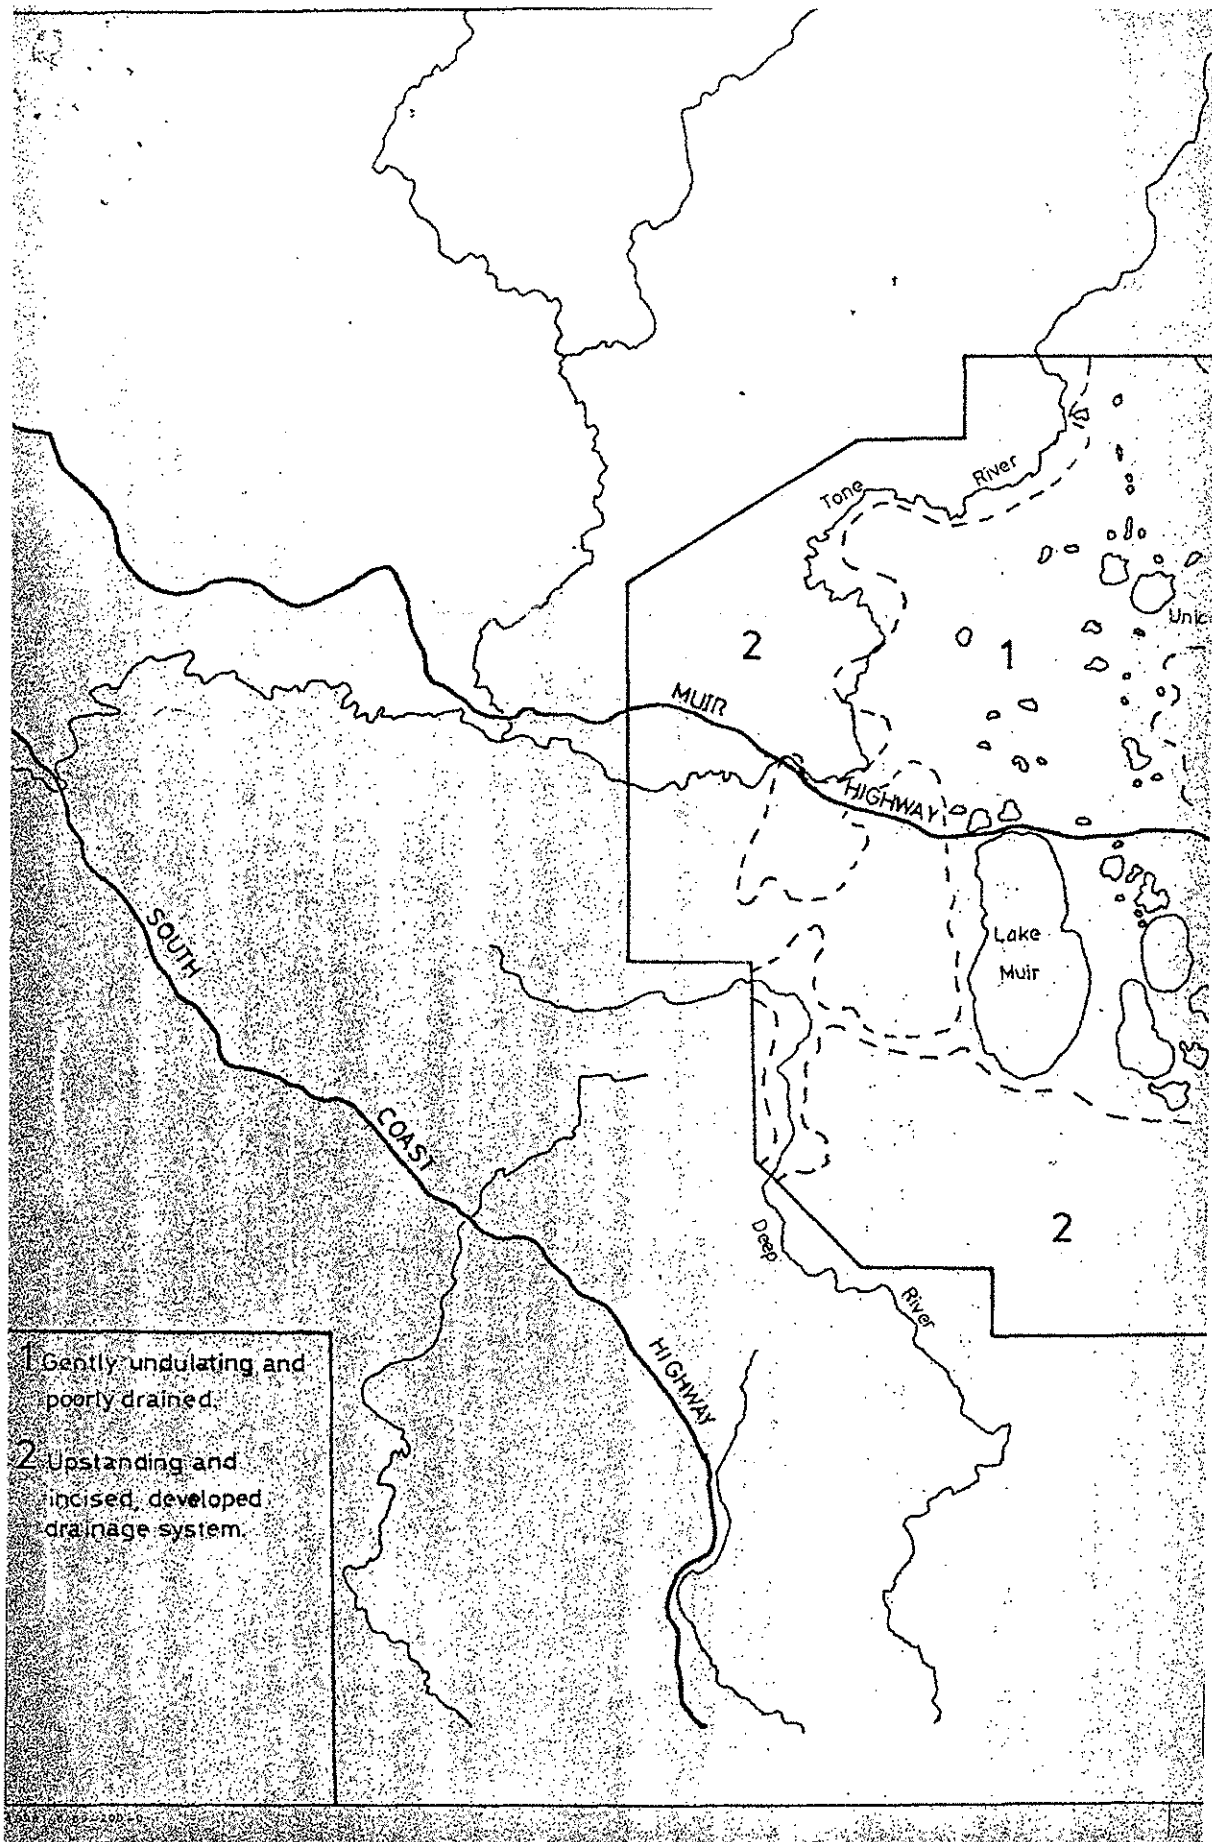 Tone
River
Unic
2
1
MUIR
HIGHWAY
Lake
Muir
SOUTH
COAST
HIGHWAY
Deep
River
2
1 Gently undulating and
poorly drained.
2 Upstanding and
incised, developed
drainage system.